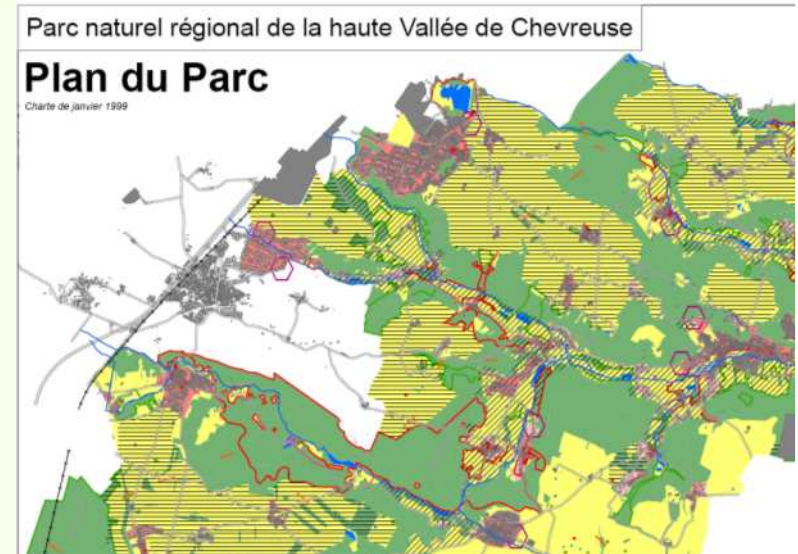 Parc naturel régional de la haute Vallée de Chevreuse
Plan du Parc
Charte de janvier 1999